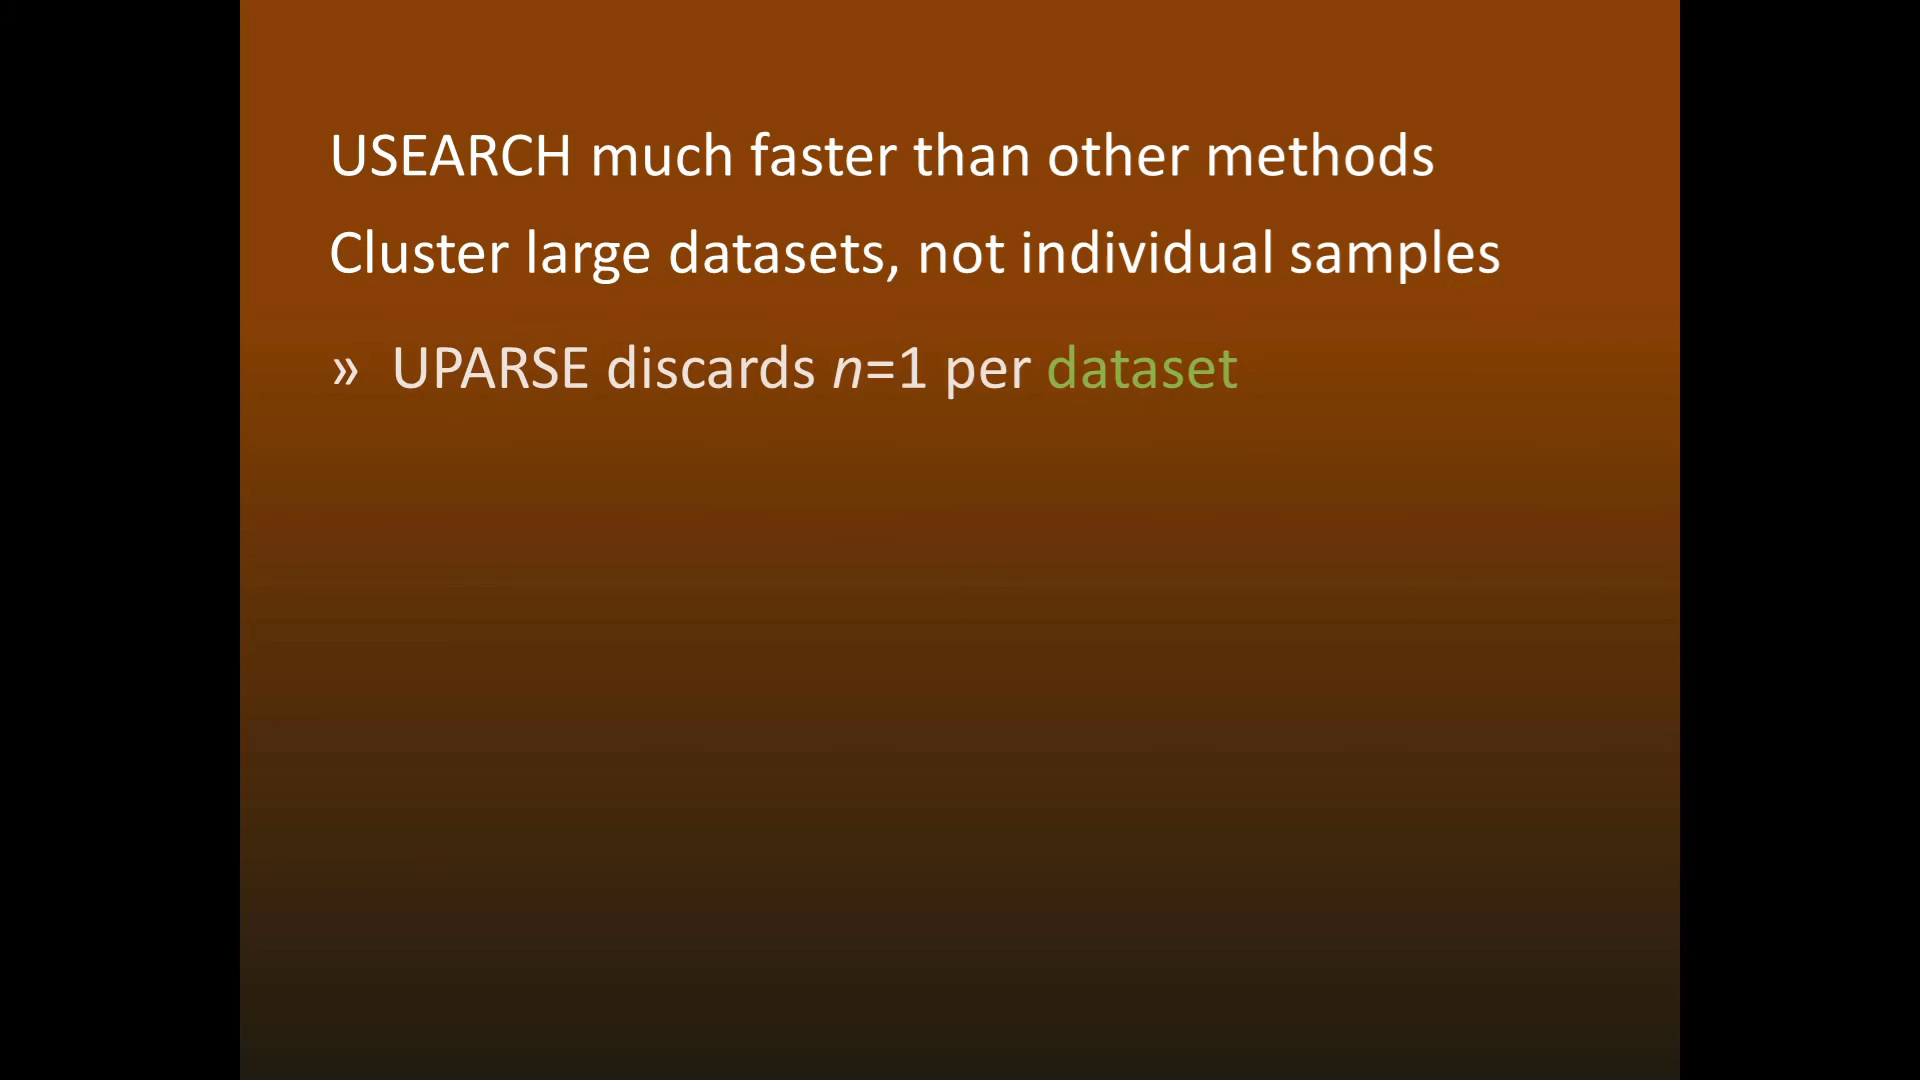 USEARCH much faster than other methods
Cluster large datasets, not individual samples
» UPARSE discards n=1 per dataset